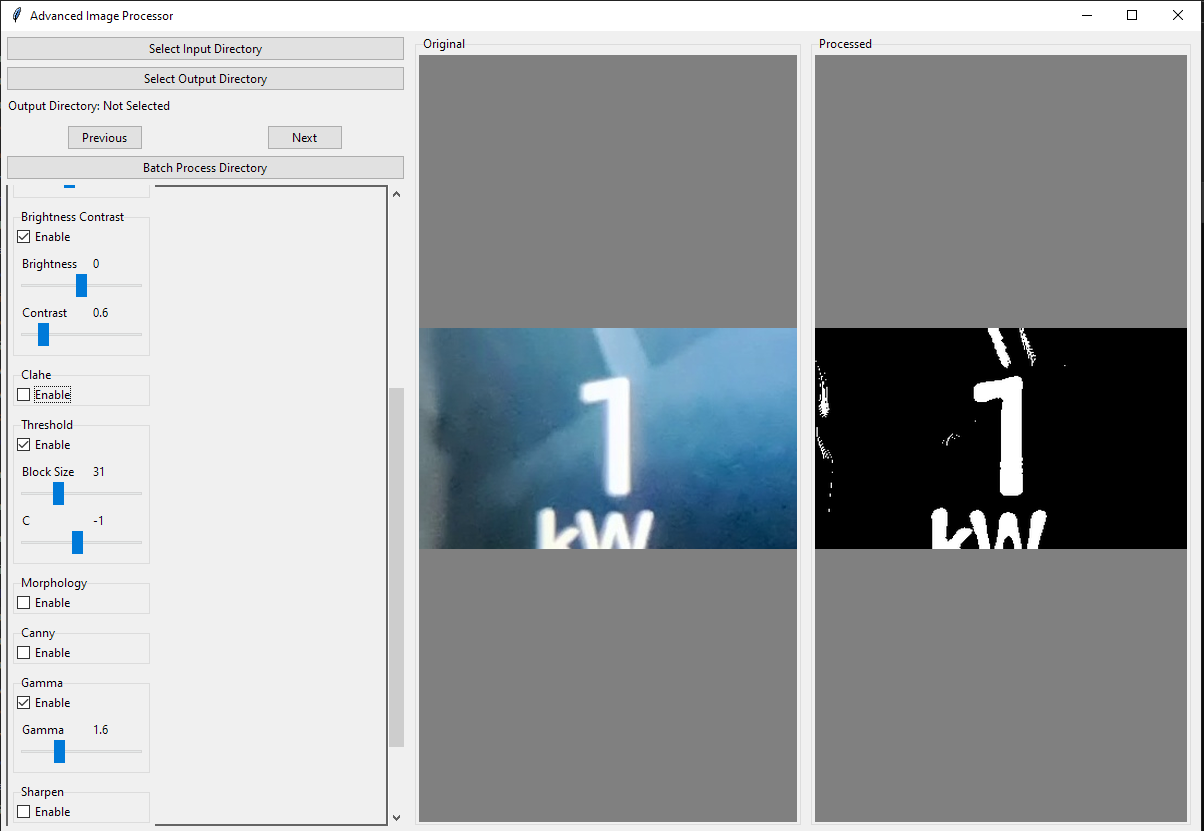 Advanced Image Processor
Select Input Directory
Select Output Directory
Output Directory: Not Selected
Previous Next
Batch Process Directory
Brightness Contrast
Enable
Brightness 0
Contrast 0.6
Clahe
Enable
Threshold
Enable
Block Size 31
C -1
Morphology
Enable
Canny
Enable
Gamma
Enable
Gamma 1.6
Sharpen
Enable
Original
1
kW
Processed
1
kW